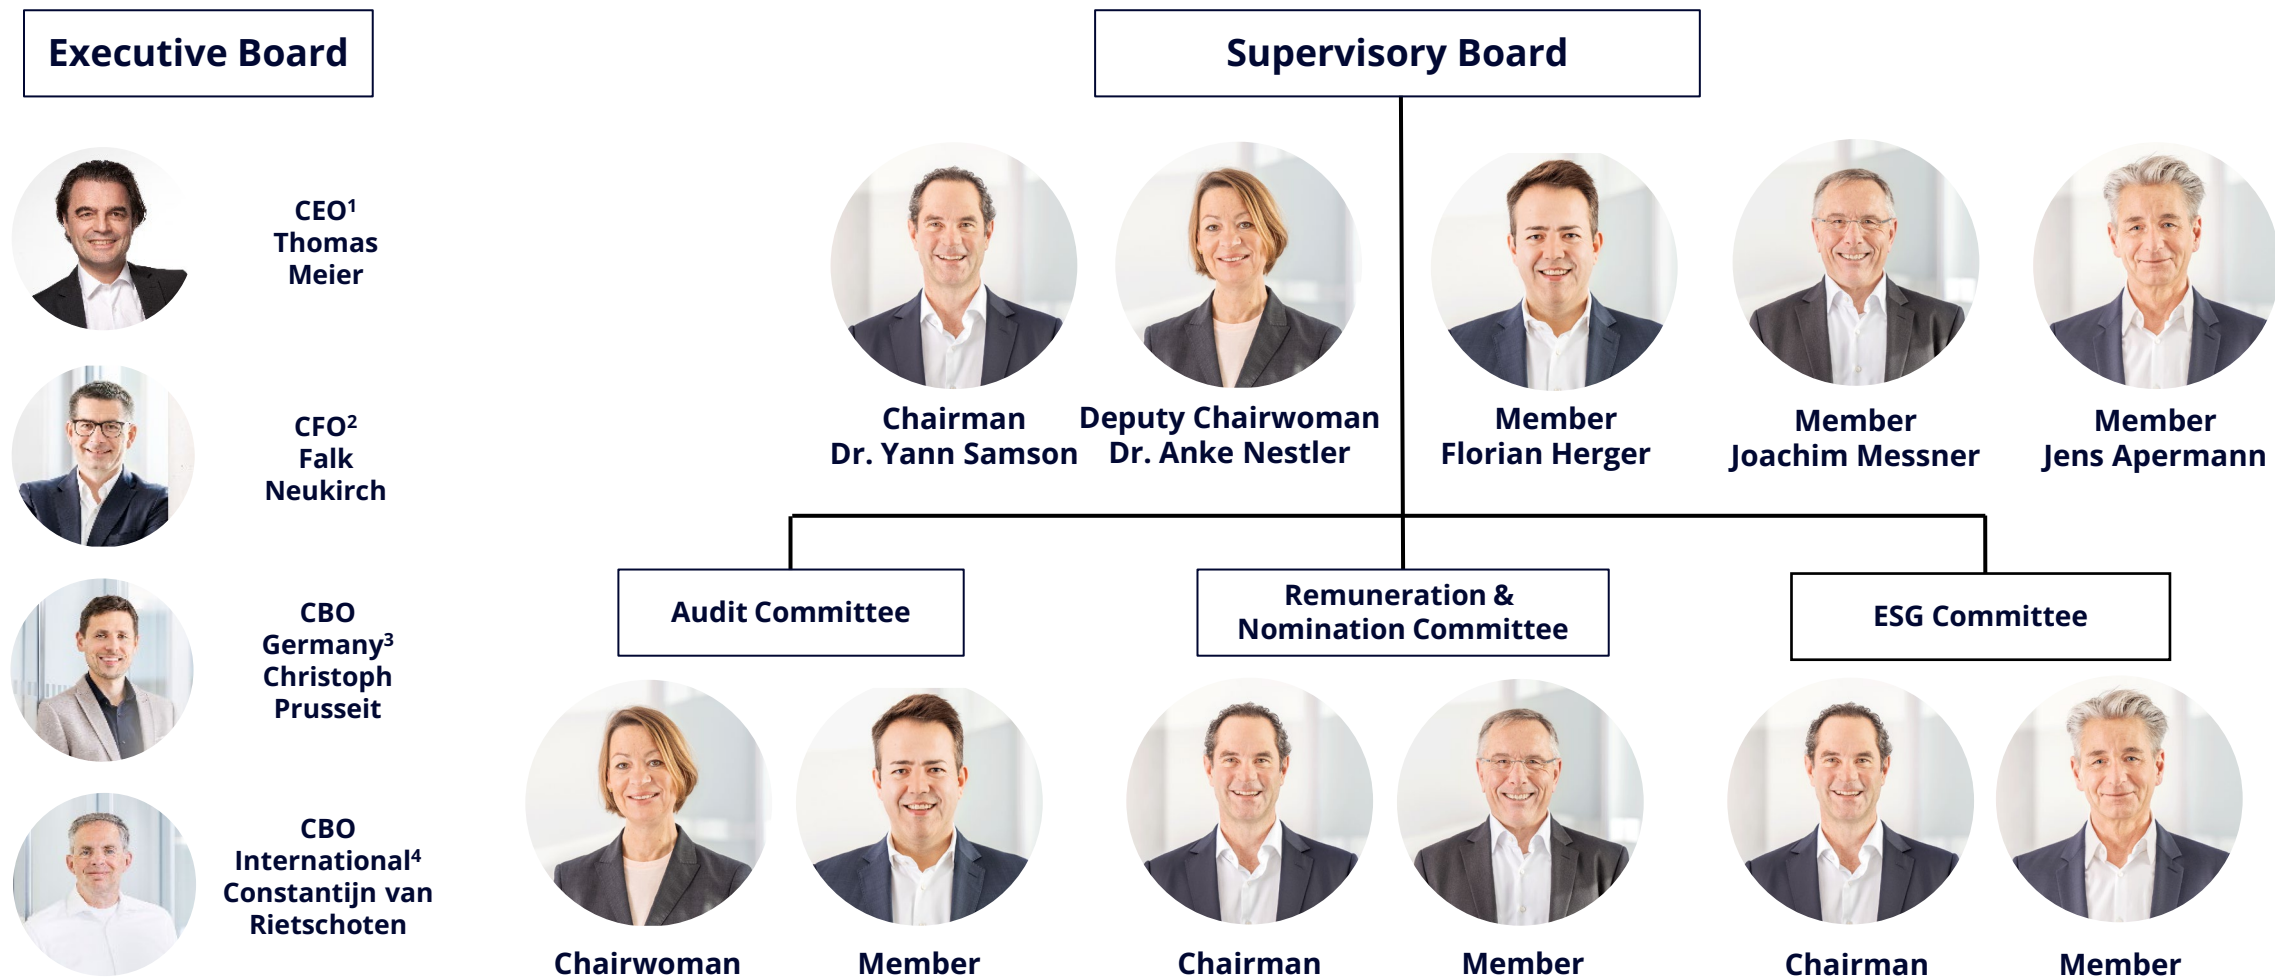 Executive Board
CEO¹
Thomas
Meier
CFO²
Falk
Neukirch
CBO
Germany³
Christoph
Prusseit
CBO
International⁴
Constantijn van
Rietschoten
Supervisory Board
Chairman
Dr. Yann Samson
Deputy Chairwoman
Dr. Anke Nestler
Member
Florian Herger
Member
Joachim Messner
Member
Jens Apermann
Audit Committee
Chairwoman
Member
Remuneration &
Nomination Committee
Chairman
Member
ESG Committee
Chairman
Member